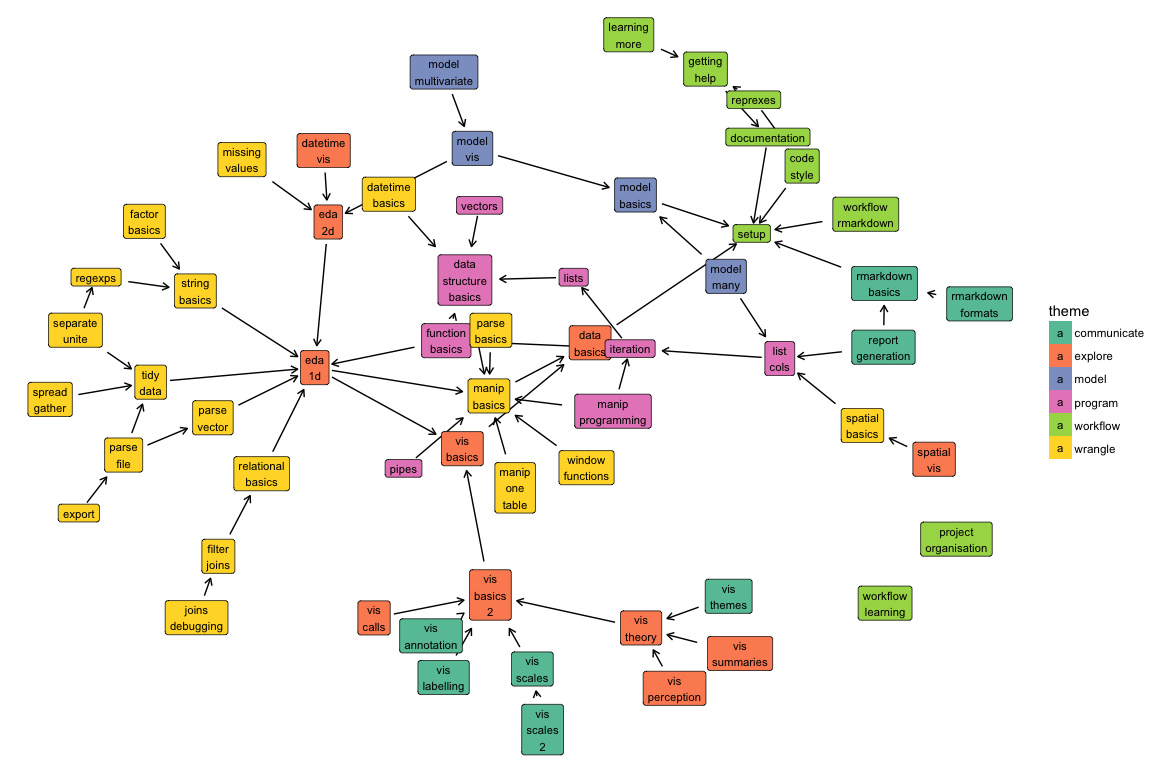 learning
more
getting
help
model
multivariate
reprexes
documentation
datetime
vis
model
vis
missing
values
code
style
datetime
basics
model
basics
vectors
factor
basics
eda
2d
workflow
rmarkdown
setup
regexps
string
basics
data
structure
basics
lists
model
many
rmarkdown
basics
rmarkdown
formats
separate
unite
function
basics
parse
basics
data
basics
iteration
report
generation
list
cols
eda
1d
tidy
data
spread
gather
manip
basics
manip
programming
parse
vector
spatial
basics
parse
file
vis
basics
spatial
vis
pipes
relational
basics
manip
one
table
window
functions
export
filter
joins
project
organisation
joins
debugging
vis
basics
2
vis
calls
vis
annotation
vis
themes
workflow
learning
vis
theory
vis
summaries
vis
labelling
vis
scales
vis
perception
vis
scales
2
theme
a communicate
a explore
a model
a program
a workflow
a wrangle